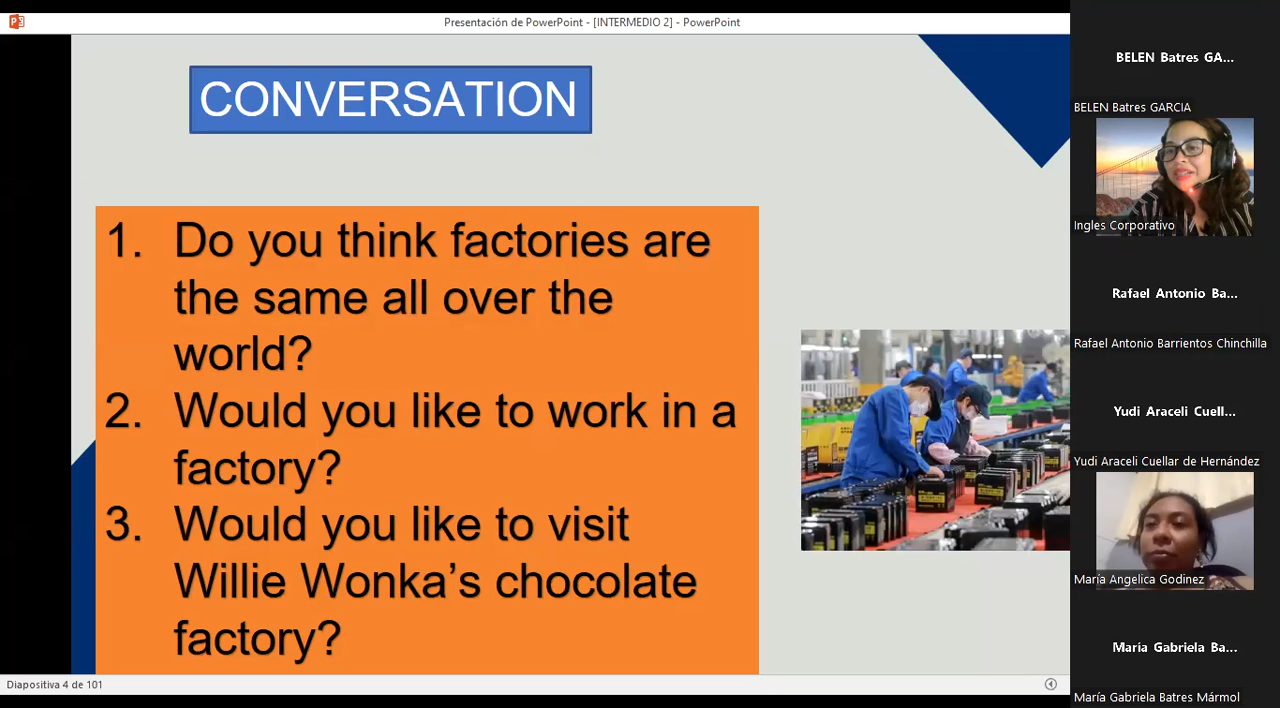 Presentación de PowerPoint - [INTERMEDIO 2] - PowerPoint
CONVERSATION
1. Do you think factories are
the same all over the
world?
2. Would you like to work in a
factory?
3. Would you like to visit
Willie Wonka's chocolate
factory?
Diapositiva 4 de 101
BELEN Batres GA...
BELEN Batres GARCIA
Ingles Corporativo
Rafael Antonio Ba...
Rafael Antonio Barrientos Chinchilla
Yudi Araceli Cuell...
Yudi Araceli Cuellar de Hernández
María Angelica Godinez
María Gabriela Ba...
María Gabriela Batres Mármol